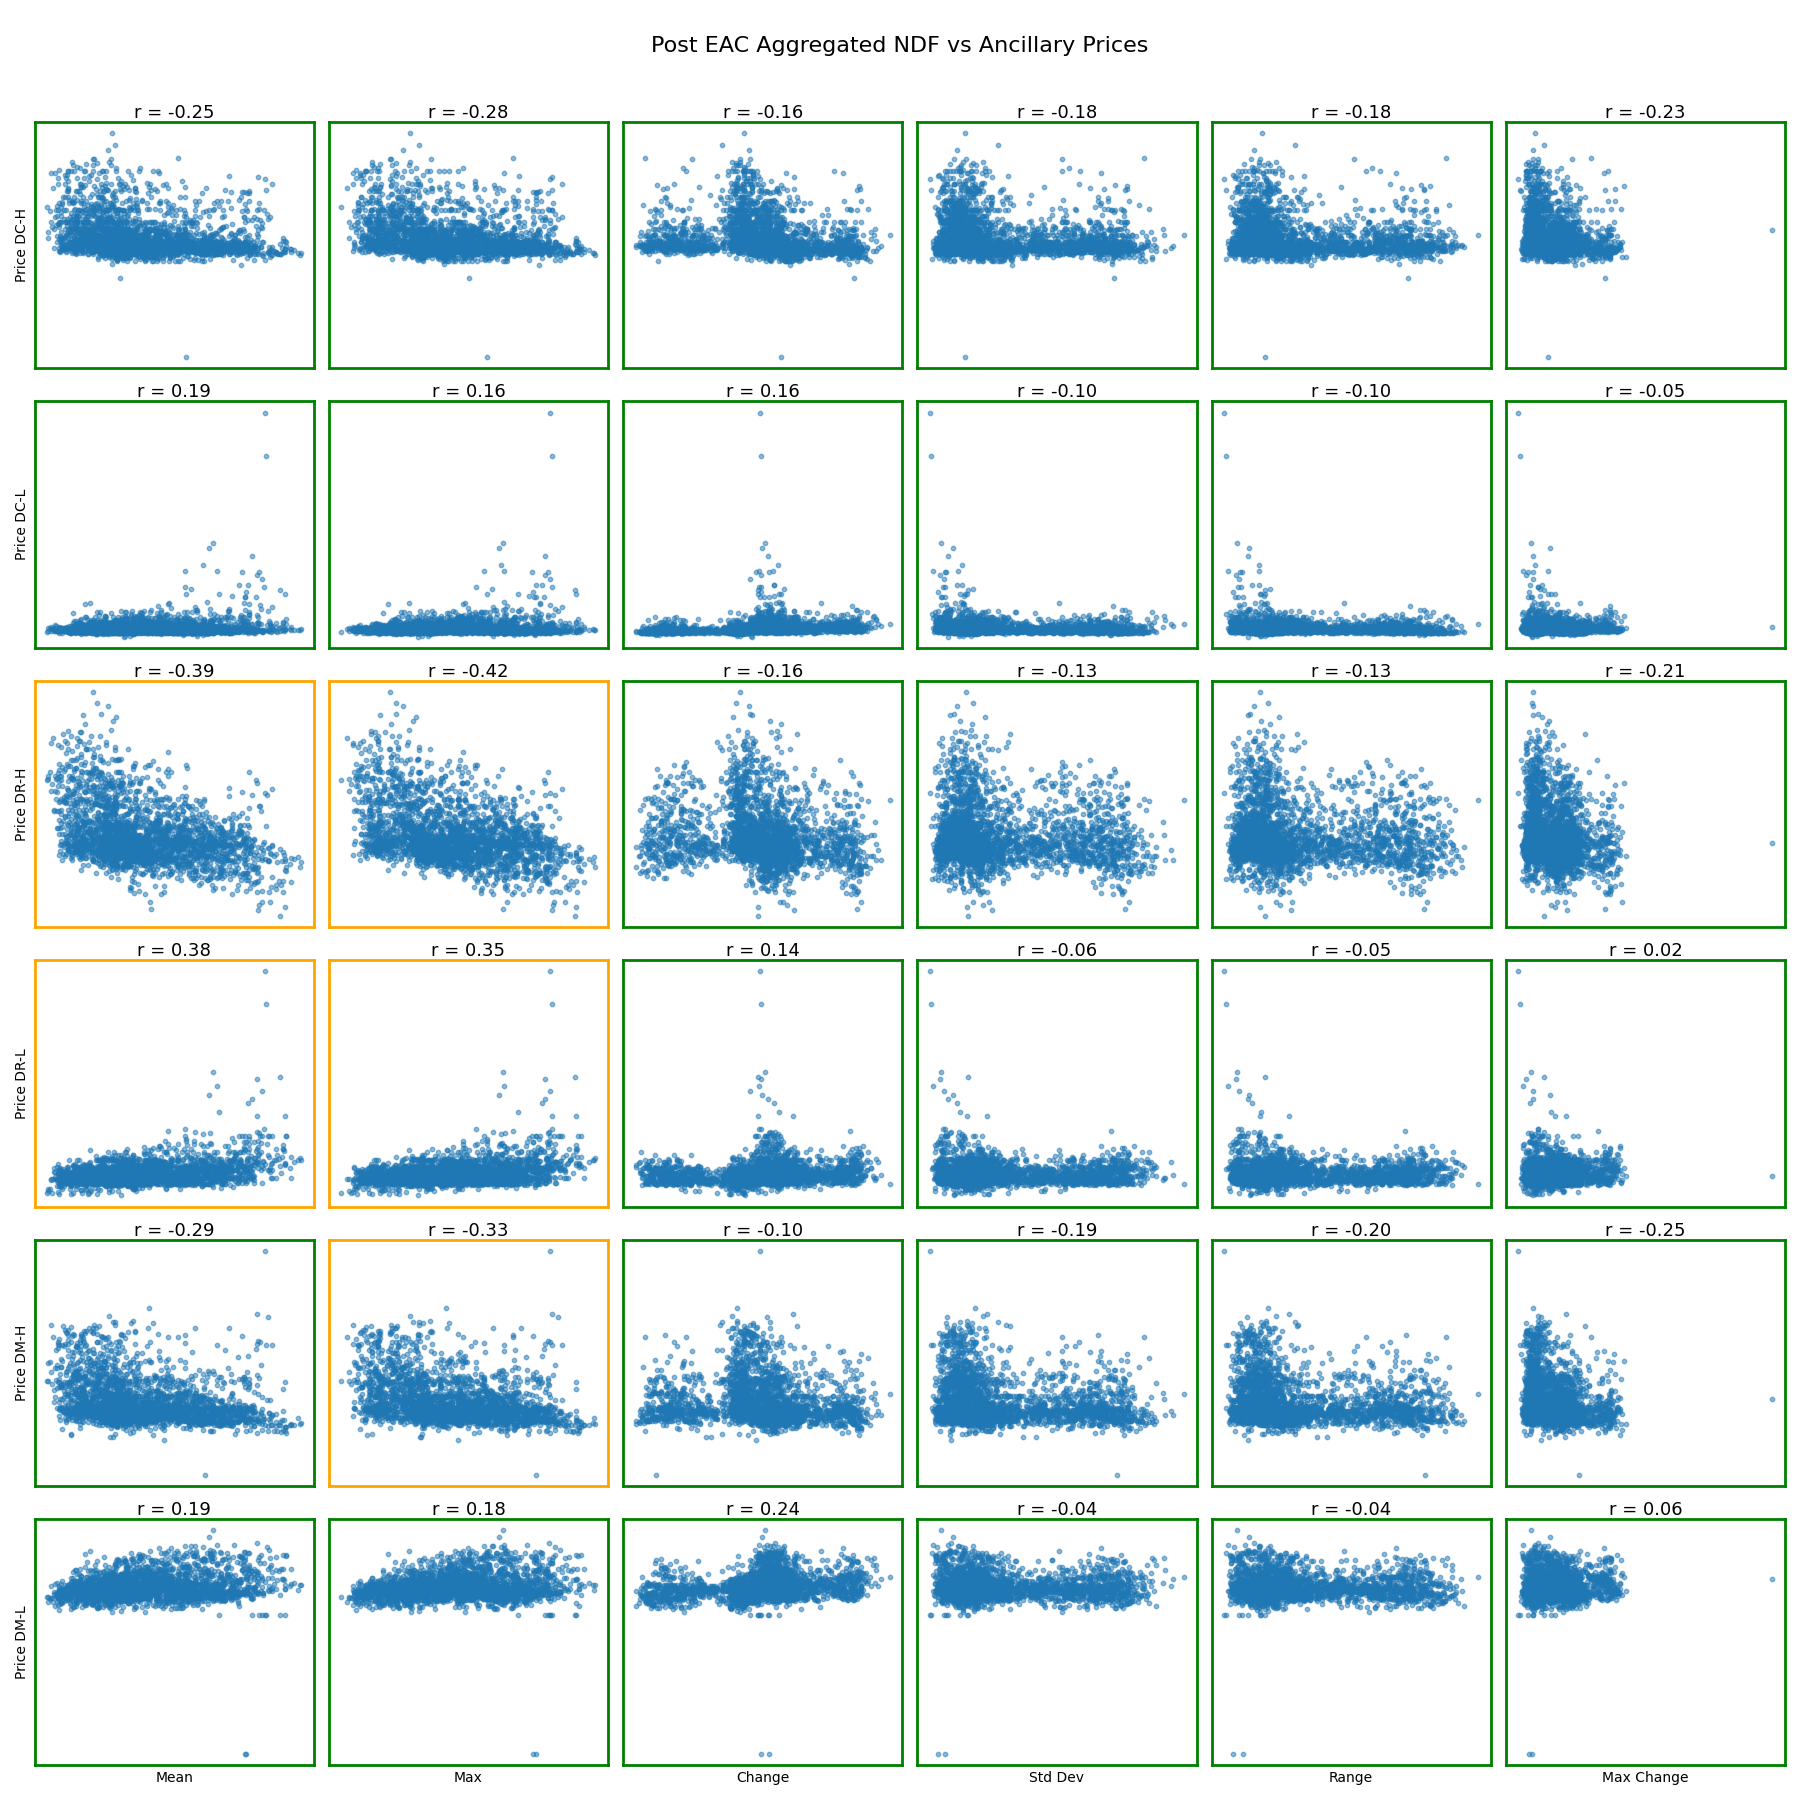 Post EAC Aggregated NDF vs Ancillary Prices
r = -0.25
r = -0.28
r = -0.16
r = -0.18
r = -0.18
r = -0.23
Price DC-H
r = 0.19
r = 0.16
r = 0.16
r = -0.10
r = -0.10
r = -0.05
Price DC-L
r = -0.39
r = -0.42
r = -0.16
r = -0.13
r = -0.13
r = -0.21
Price DR-H
r = 0.38
r = 0.35
r = 0.14
r = -0.06
r = -0.05
r = 0.02
Price DR-L
r = -0.29
r = -0.33
r = -0.10
r = -0.19
r = -0.20
r = -0.25
Price DM-H
r = 0.19
r = 0.18
r = 0.24
r = -0.04
r = -0.04
r = 0.06
Price DM-L
Mean
Max
Change
Std Dev
Range
Max Change